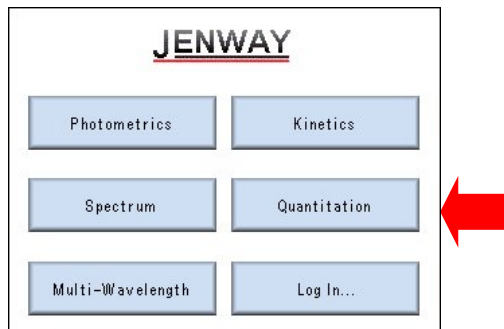 JENWAY
Photometrics Kinetics
Spectrum Quantitation
Multi-Wavelength Log In...